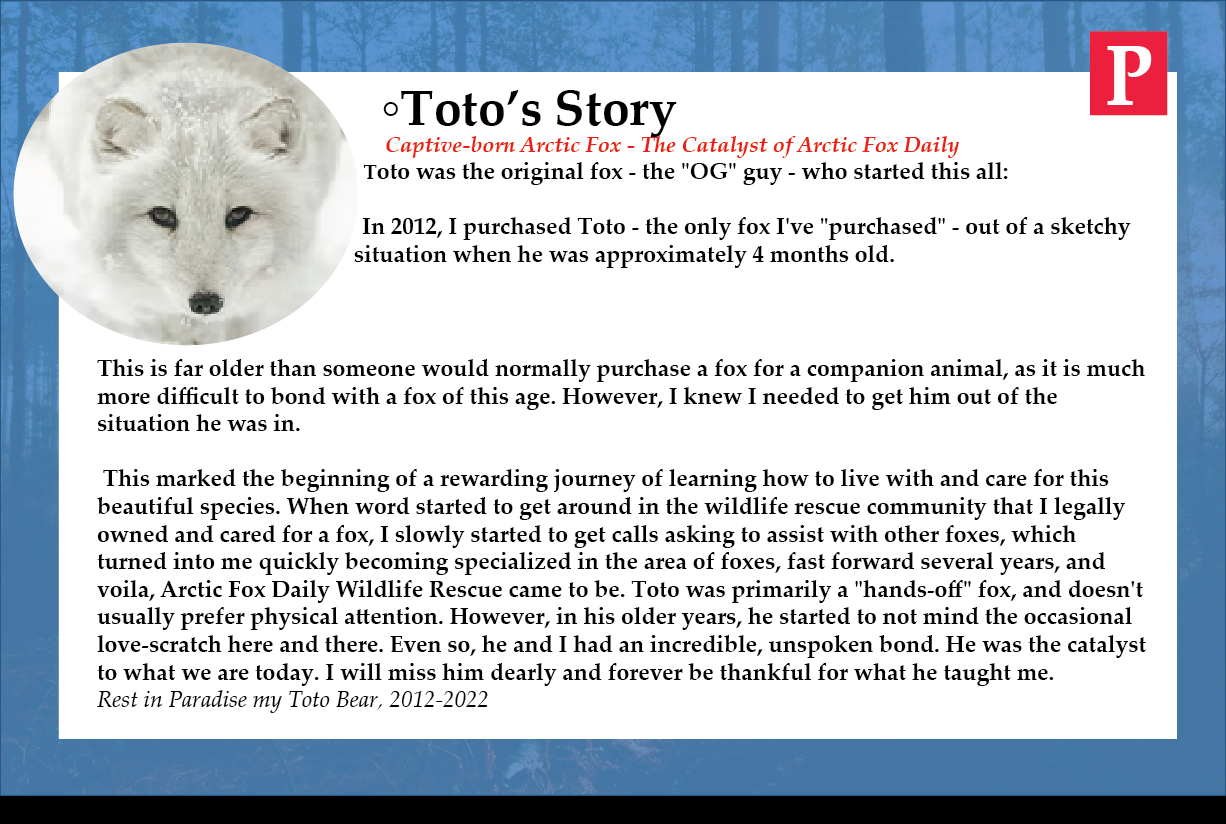 P
°Toto’s Story
Captive-born Arctic Fox - The Catalyst of Arctic Fox Daily
Toto was the original fox - the "OG" guy - who started this all:
In 2012, I purchased Toto - the only fox I've "purchased" - out of a sketchy
situation when he was approximately 4 months old.
This is far older than someone would normally purchase a fox for a companion animal, as it is much
more difficult to bond with a fox of this age. However, I knew I needed to get him out of the
situation he was in.
This marked the beginning of a rewarding journey of learning how to live with and care for this
beautiful species. When word started to get around in the wildlife rescue community that I legally
owned and cared for a fox, I slowly started to get calls asking to assist with other foxes, which
turned into me quickly becoming specialized in the area of foxes, fast forward several years, and
voila, Arctic Fox Daily Wildlife Rescue came to be. Toto was primarily a "hands-off" fox, and doesn't
usually prefer physical attention. However, in his older years, he started to not mind the occasional
love-scratch here and there. Even so, he and I had an incredible, unspoken bond. He was the catalyst
to what we are today. I will miss him dearly and forever be thankful for what he taught me.
Rest in Paradise my Toto Bear, 2012-2022